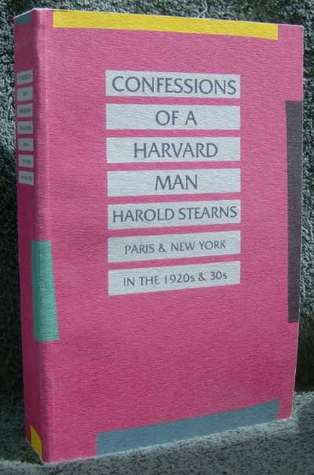 CONFESSIONS
OF A
HARVARD
MAN
HAROLD STEARNS
PARIS & NEW YORK
IN THE 1920s & 30s